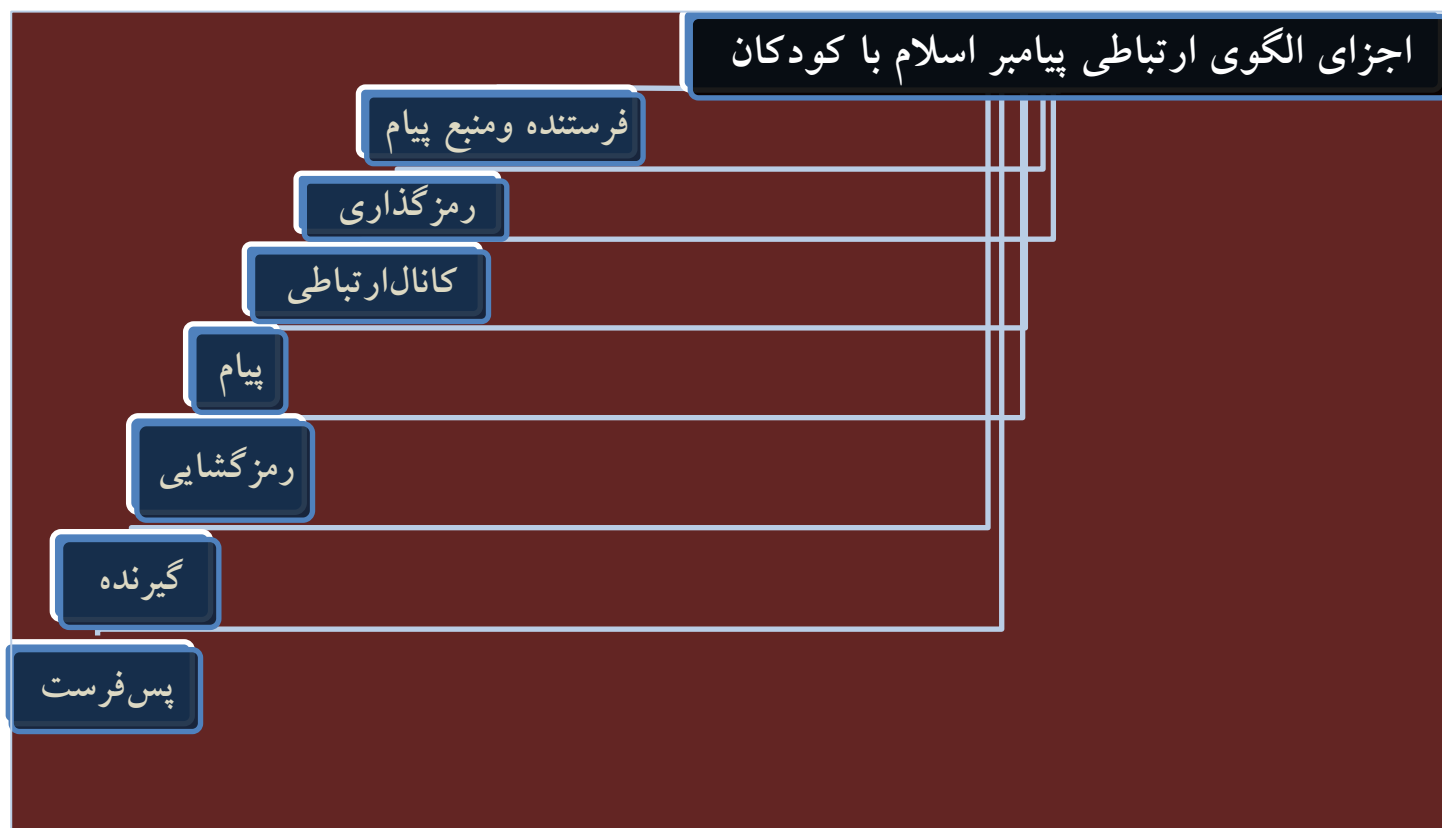 اجزای الگوی ارتباطی پیامبر اسلام با کودکان
فرستنده ومنبع پیام
رمزگذاری
کانال‌ارتباطی
پیام
رمزگشایی
گیرنده
پس‌فرست